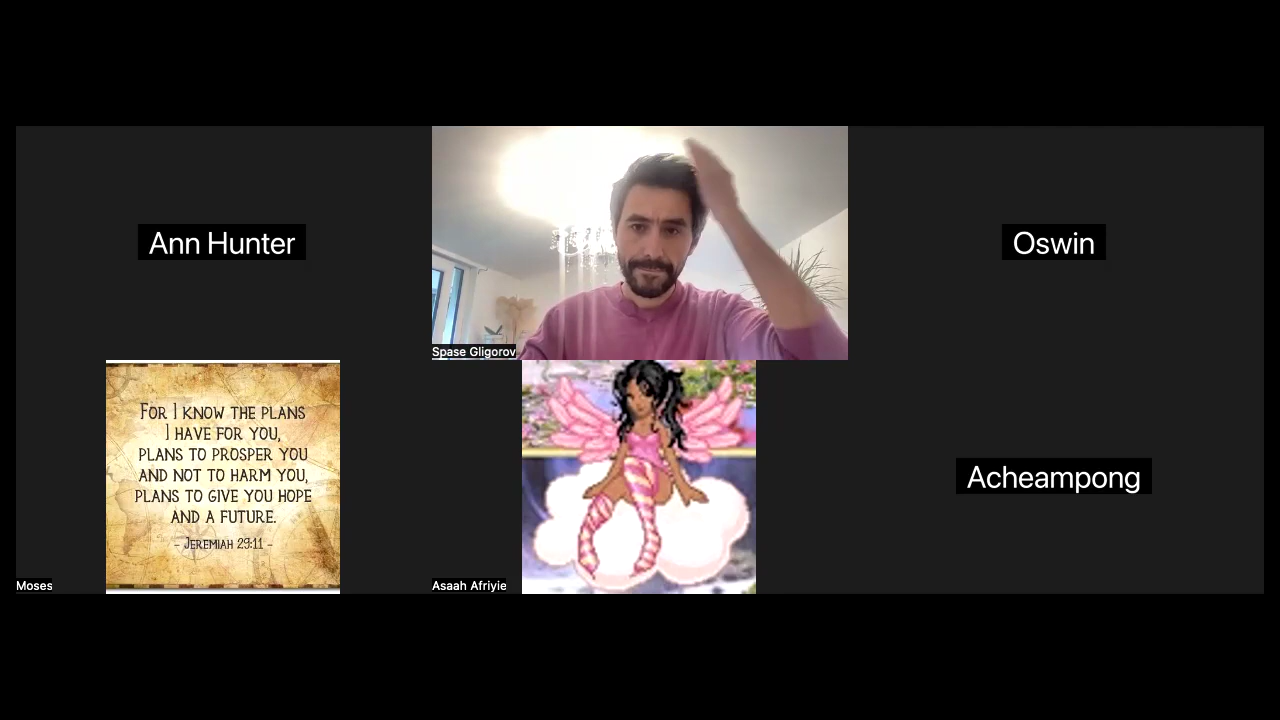 Ann Hunter
Spase Gligorov
Oswin
FOR I KNOW THE PLANS
I HAVE FOR YOU,
PLANS TO PROSPER YOU
AND NOT TO HARM YOU,
PLANS TO GIVE YOU HOPE
AND A FUTURE.
- JEREMIAH 29:11 -
Moses
Asaah Afriyie
Acheampong